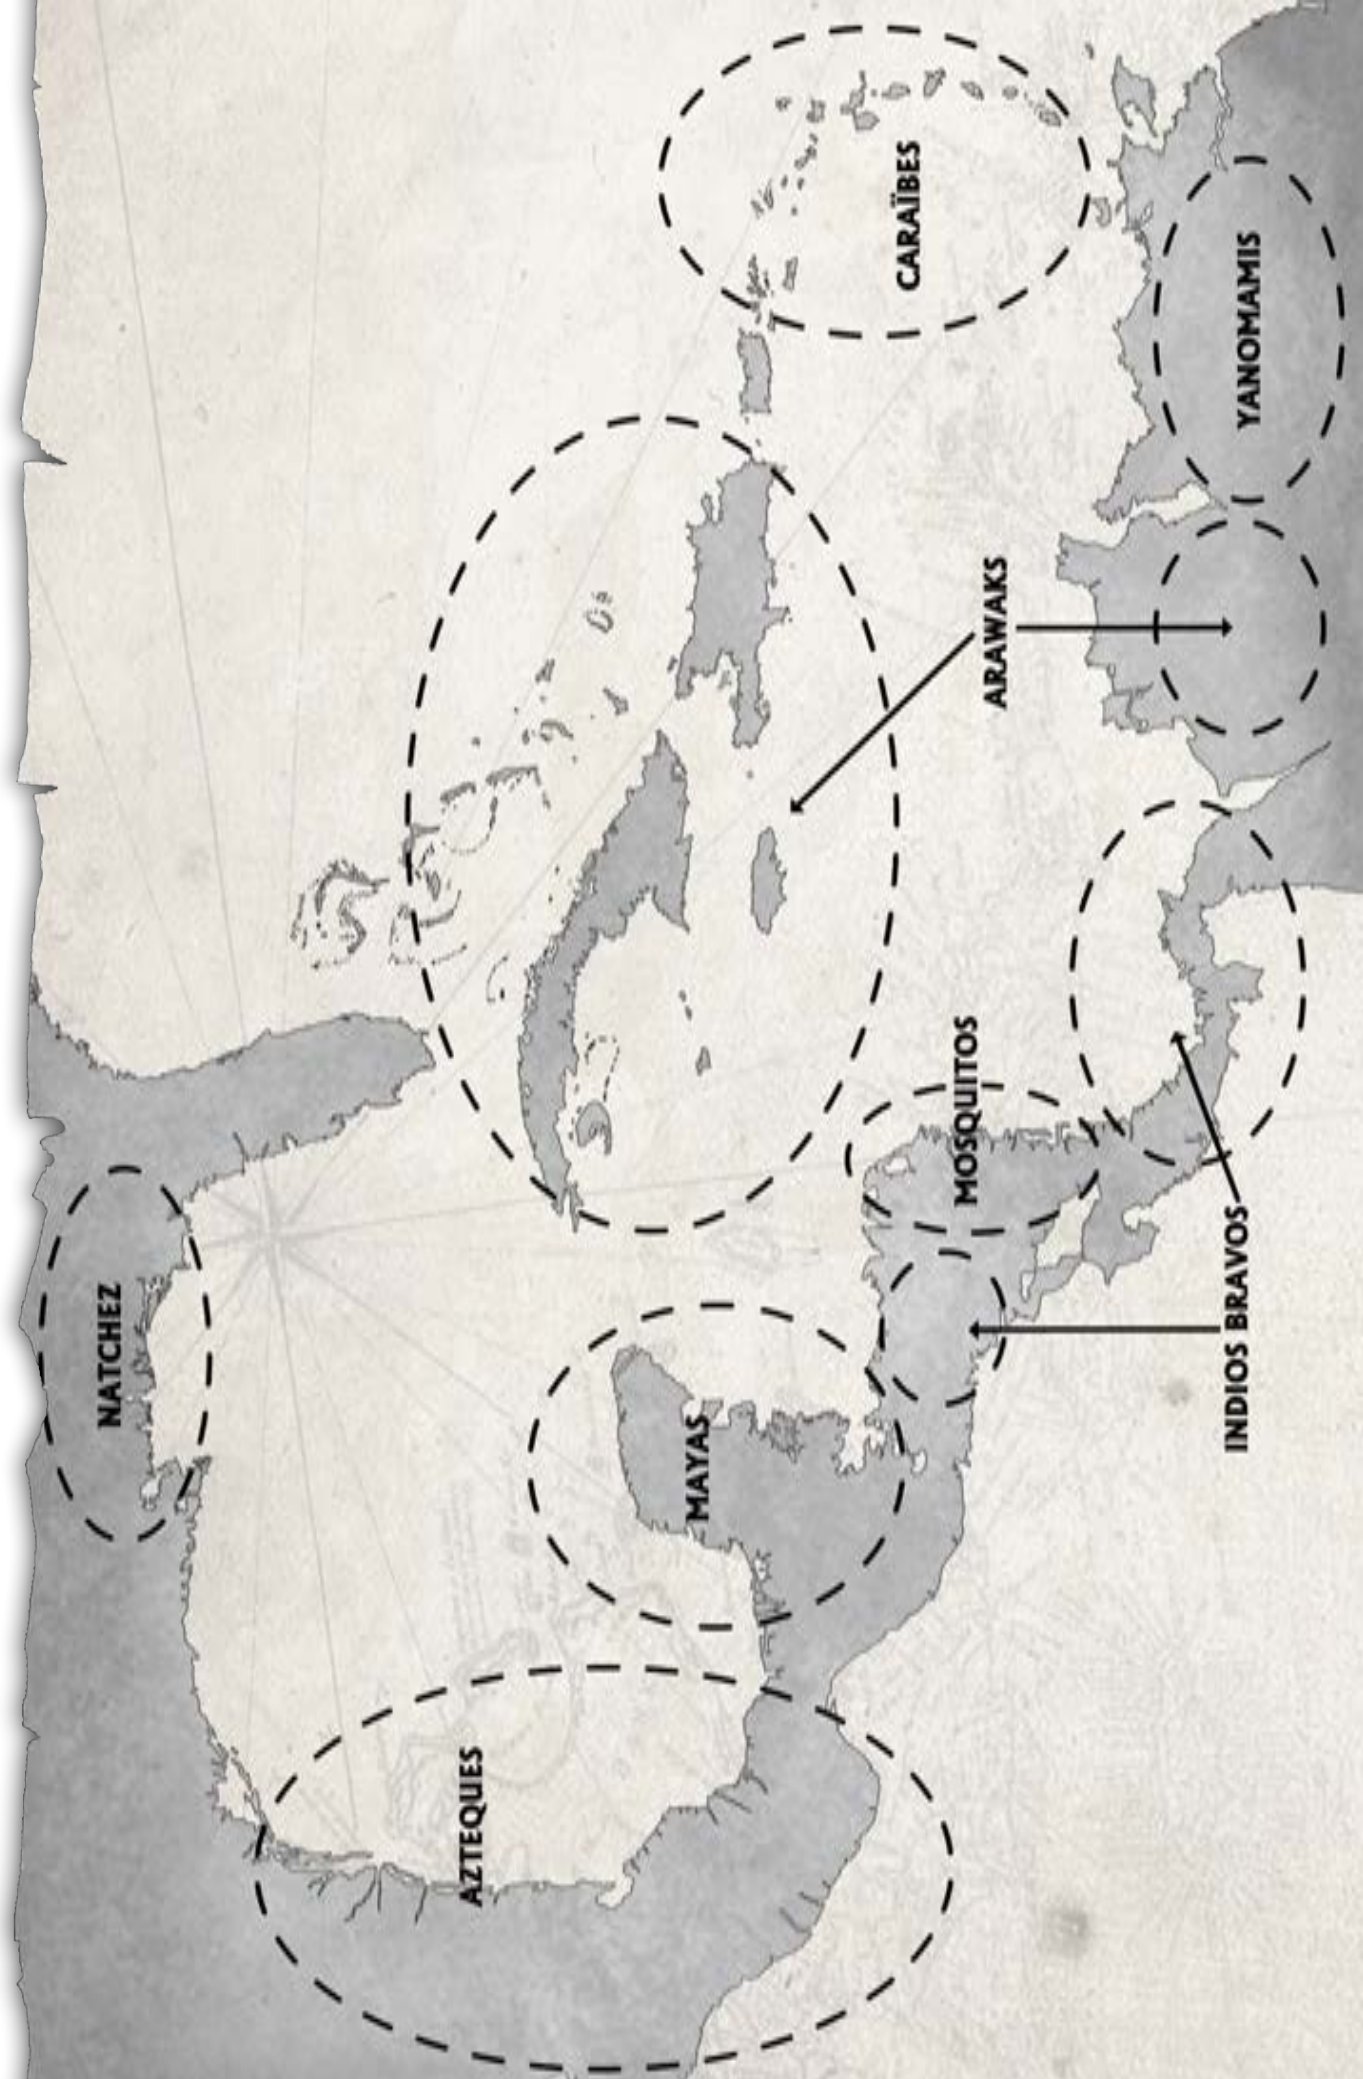 NATCHEZ
AZTEQUES
MAYAS
CARAÏBES
MOSQUITOS
ARAWAKS
INDIOS BRAVOS
YANOMAMIS